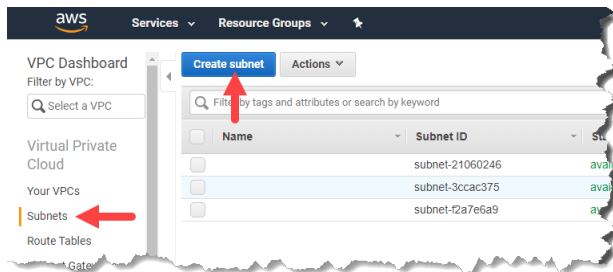 aws
Services
Resource Groups
VPC Dashboard
Filter by VPC:
Select a VPC
Virtual Private
Cloud
Your VPCs
Subnets
Route Tables
Create subnet
Actions
Filter by tags and attributes or search by keyword
Name
Subnet ID
subnet-21060246
subnet-3ccac375
subnet-f2a7e6a9